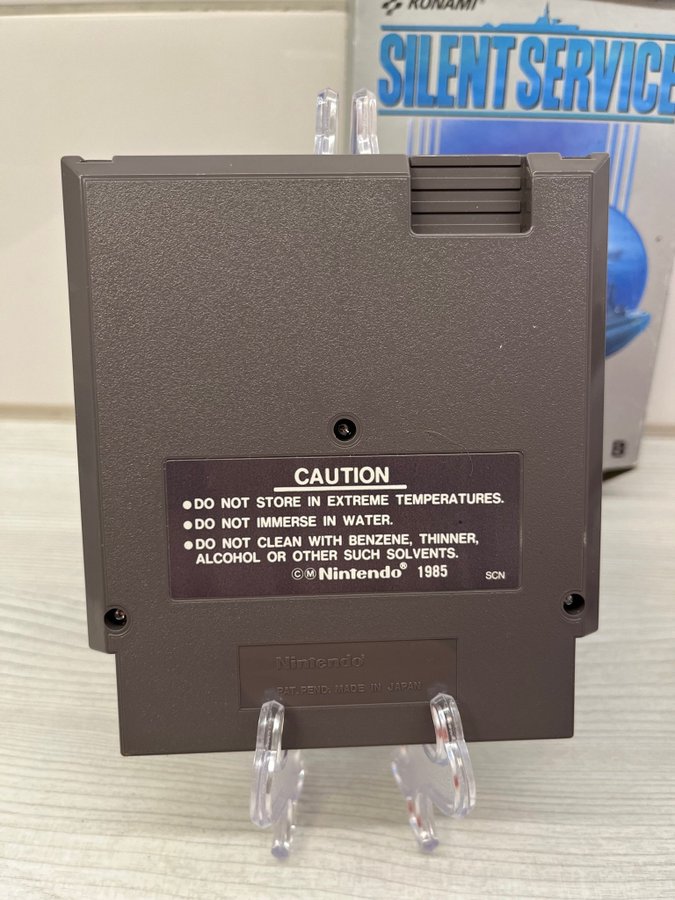 KONAMI®
SILENT SERVICE
CAUTION
●DO NOT STORE IN EXTREME TEMPERATURES.
●DO NOT IMMERSE IN WATER.
●DO NOT CLEAN WITH BENZENE, THINNER,
ALCOHOL OR OTHER SUCH SOLVENTS.
©Ⓜ Nintendo® 1985
SCN
Nintendo®
PAT. PEND. MADE IN JAPAN